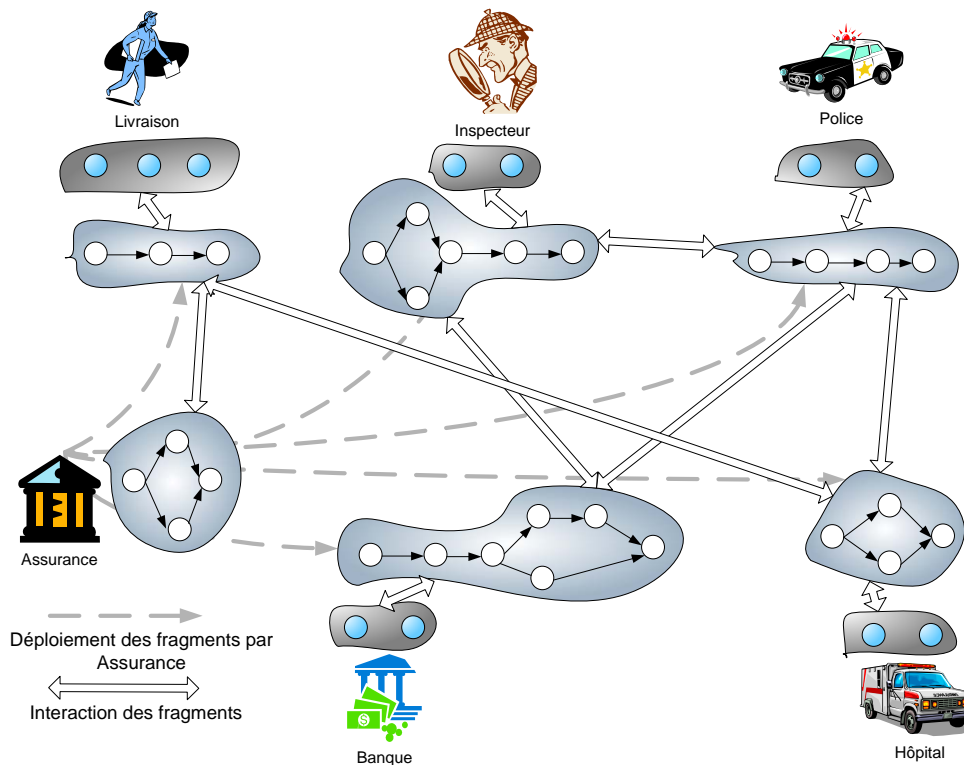 Livraison
Inspecteur
Police
Assurance
Déploiement des fragments par
Assurance
Interaction des fragments
$
Banque
Hôpital